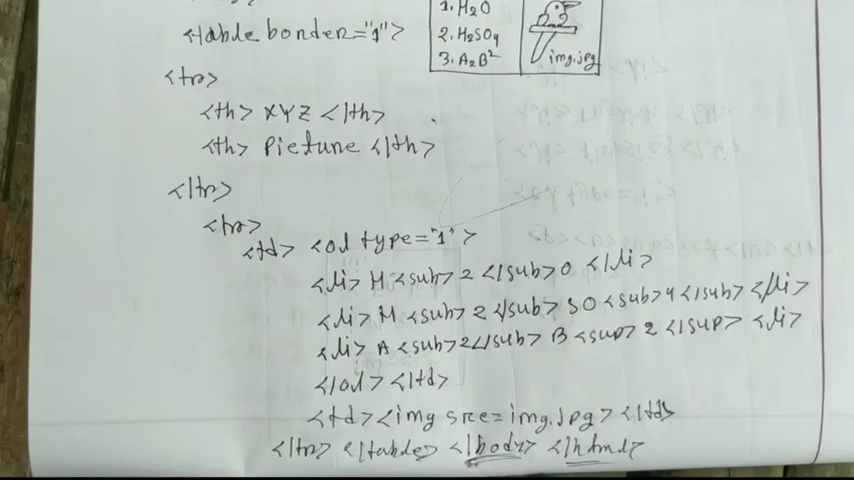 1. H₂O
<table border="1">
2. H₂SO₄
3. A₂B²
img.jpg
<tr>
<th> XYZ </th>
<th> Picture </th>
</tr>
<tr>
<td> <ol type="1">
<li> H <sub> 2 </sub> O </li>
<li> H <sub> 2 </sub> SO <sub> 4 </sub> </li>
<li> A <sub> 2 </sub> B <sup> 2 </sup> <li>
</ol> </td>
<td> <img src=img.jpg> </td>
</tr> </table> </body> </html>